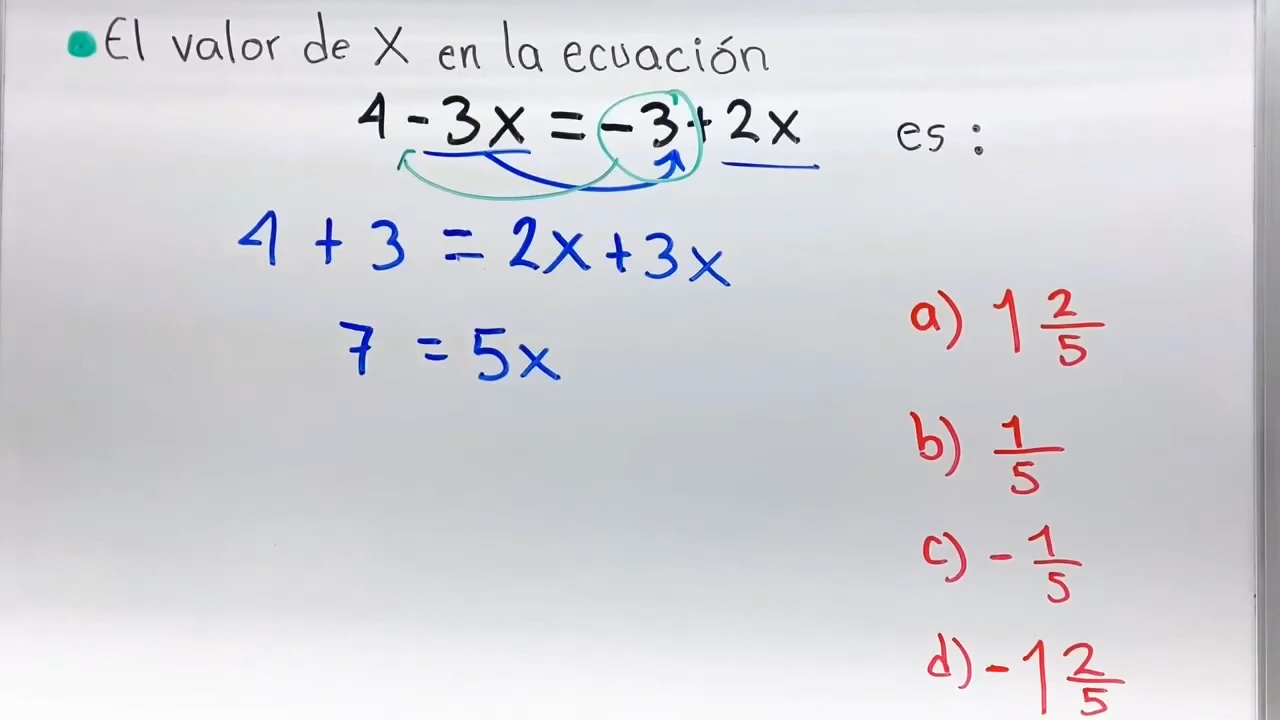 El valor de X en la ecuación
4 - 3x = -3 + 2x es:
4 + 3 = 2x + 3x
7 = 5x
a) 1 2/5
b) 1/5
c) - 1/5
d) - 1 2/5